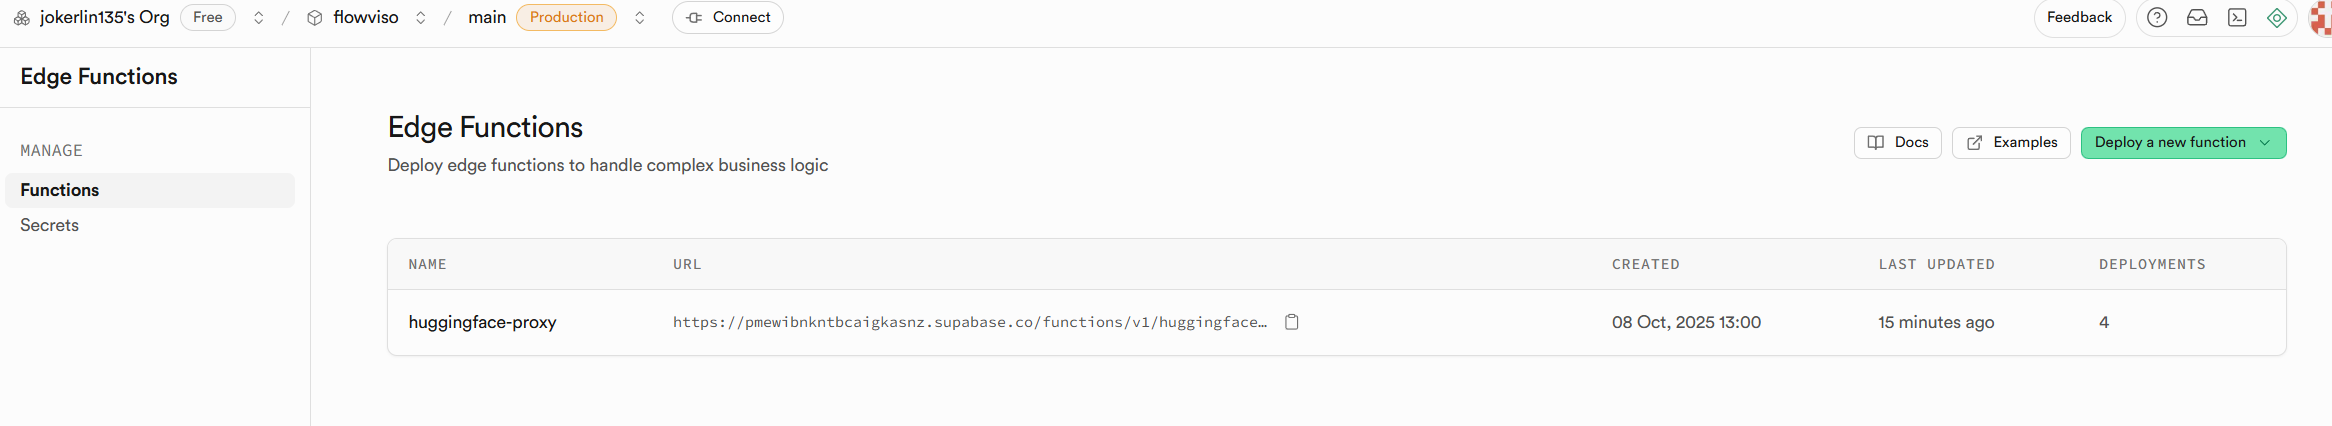 jokerlin135's Org Free / flowviso / main Production Connect Feedback
Edge Functions
MANAGE
Functions
Secrets
Edge Functions
Deploy edge functions to handle complex business logic
Docs Examples Deploy a new function
NAME URL CREATED LAST UPDATED DEPLOYMENTS
huggingface-proxy https://pmewibnkntbcaigkasnz.supabase.co/functions/v1/huggingface… 08 Oct, 2025 13:00 15 minutes ago 4